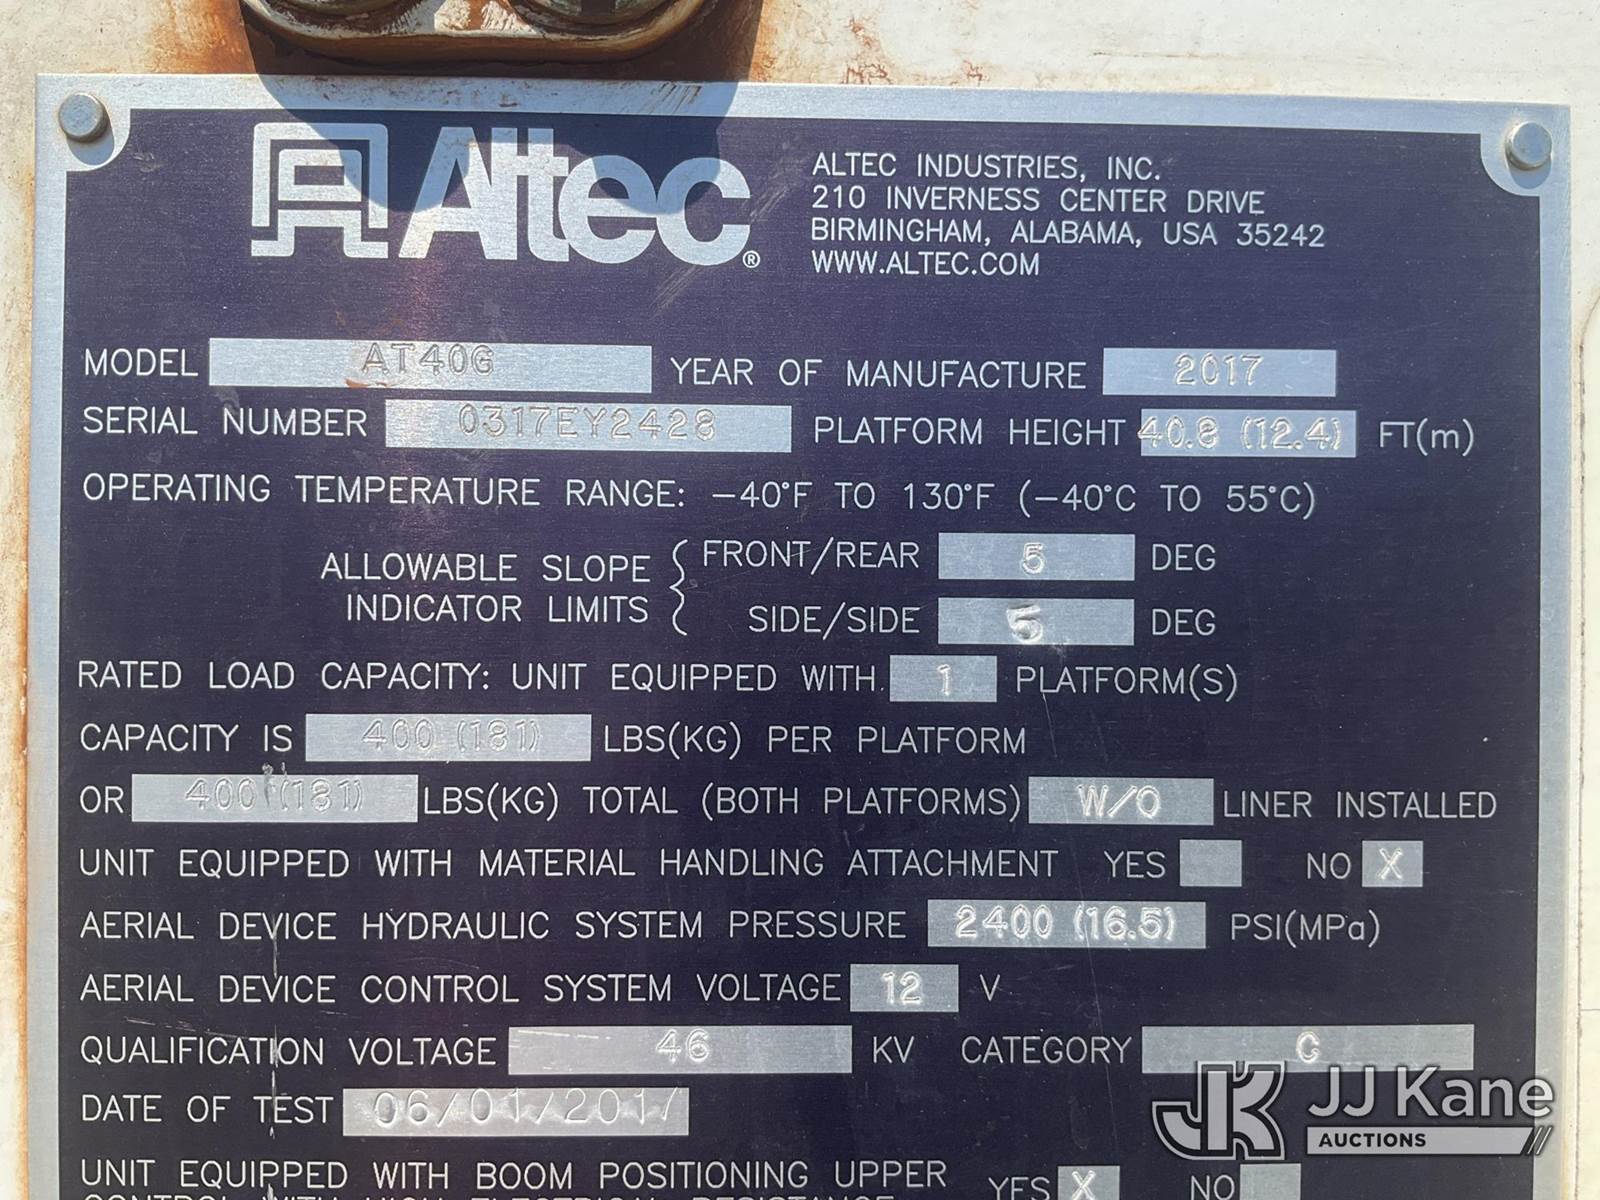 Altec®
ALTEC INDUSTRIES, INC.
210 INVERNESS CENTER DRIVE
BIRMINGHAM, ALABAMA, USA 35242
WWW.ALTEC.COM
MODEL AT40G YEAR OF MANUFACTURE 2017
SERIAL NUMBER 0317EY2428 PLATFORM HEIGHT 40.8 (12.4) FT(m)
OPERATING TEMPERATURE RANGE: -40°F TO 130°F (-40°C TO 55°C)
ALLOWABLE SLOPE INDICATOR LIMITS
FRONT/REAR 5 DEG
SIDE/SIDE 5 DEG
RATED LOAD CAPACITY: UNIT EQUIPPED WITH 1 PLATFORM(S)
CAPACITY IS 400 (181) LBS(KG) PER PLATFORM
OR 400 (181) LBS(KG) TOTAL (BOTH PLATFORMS) W/O LINER INSTALLED
UNIT EQUIPPED WITH MATERIAL HANDLING ATTACHMENT YES NO X
AERIAL DEVICE HYDRAULIC SYSTEM PRESSURE 2400 (16.5) PSI(MPa)
AERIAL DEVICE CONTROL SYSTEM VOLTAGE 12 V
QUALIFICATION VOLTAGE 46 KV CATEGORY C
DATE OF TEST 06/01/2017
UNIT EQUIPPED WITH BOOM POSITIONING UPPER
CONTROL WITH HIGH ELECTRICAL RESISTANCE YES X NO
JK JJ Kane
AUCTIONS